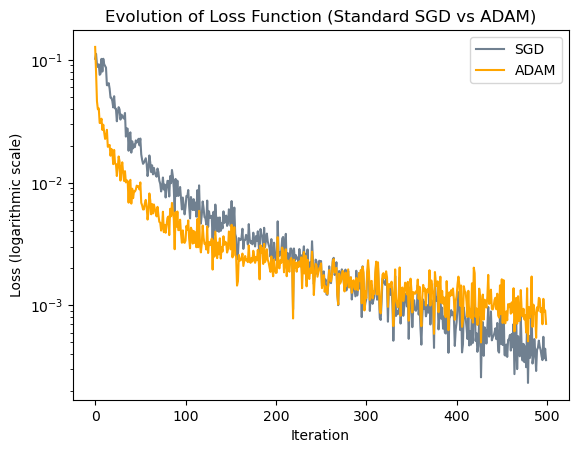 Evolution of Loss Function (Standard SGD vs ADAM)
SGD
ADAM
Loss (logarithmic scale)
10⁻¹
10⁻²
10⁻³
0 100 200 300 400 500
Iteration